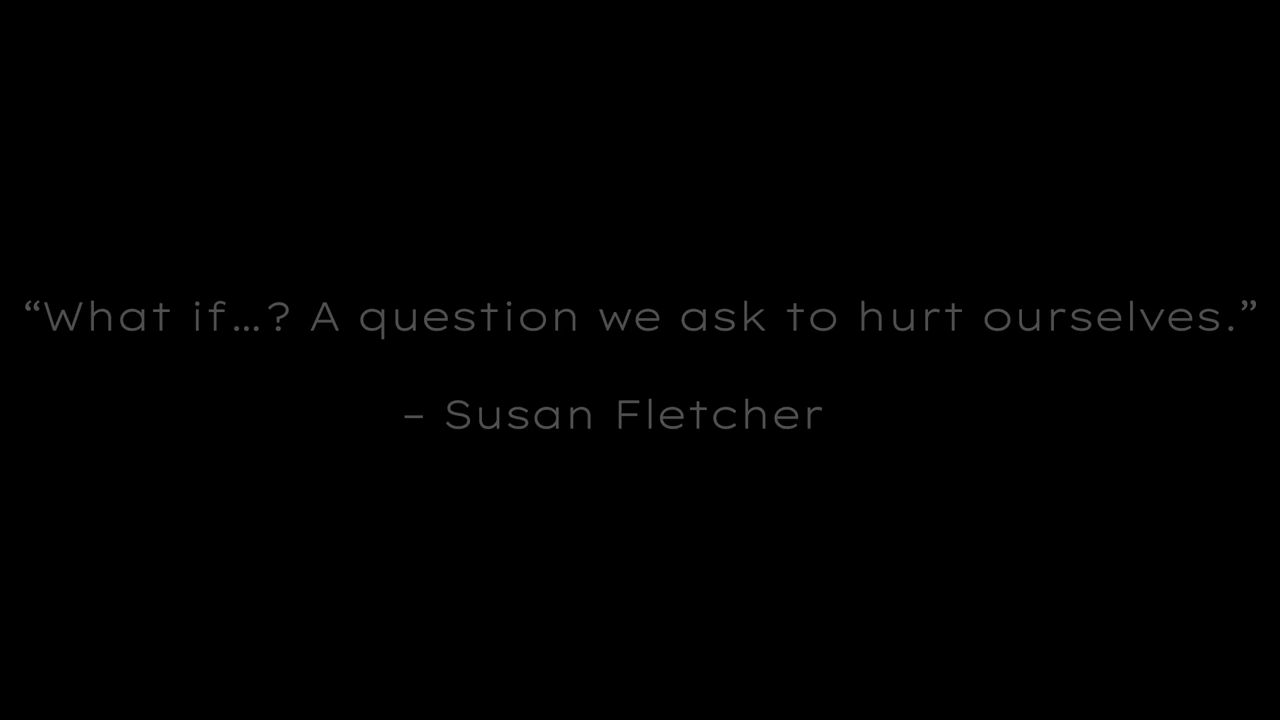 “What if...? A question we ask to hurt ourselves.”
– Susan Fletcher